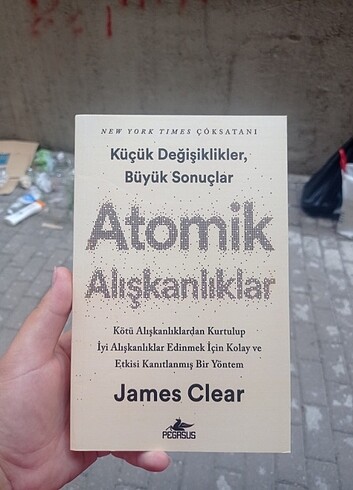 NEW YORK TIMES ÇOKSATANI
Küçük Değişiklikler,
Büyük Sonuçlar
Atomik
Alışkanlıklar
Kötü Alışkanlıklardan Kurtulup
İyi Alışkanlıklar Edinmek İçin Kolay ve
Etkisi Kanıtlanmış Bir Yöntem
James Clear
PEGASUS